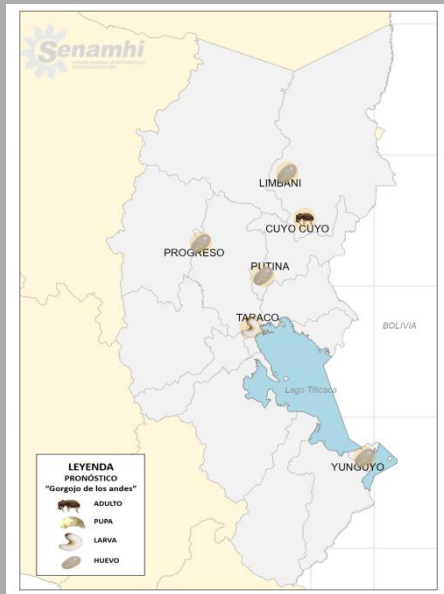 Senamhi
LIMBANI
CUYO CUYO
PROGRESO
PUTINA
TARACO
BOLIVIA
Lago Titicaca
YUNGUYO
LEYENDA
PRONÓSTICO
"Gorgojo de los andes"
ADULTO
PUPA
LARVA
HUEVO